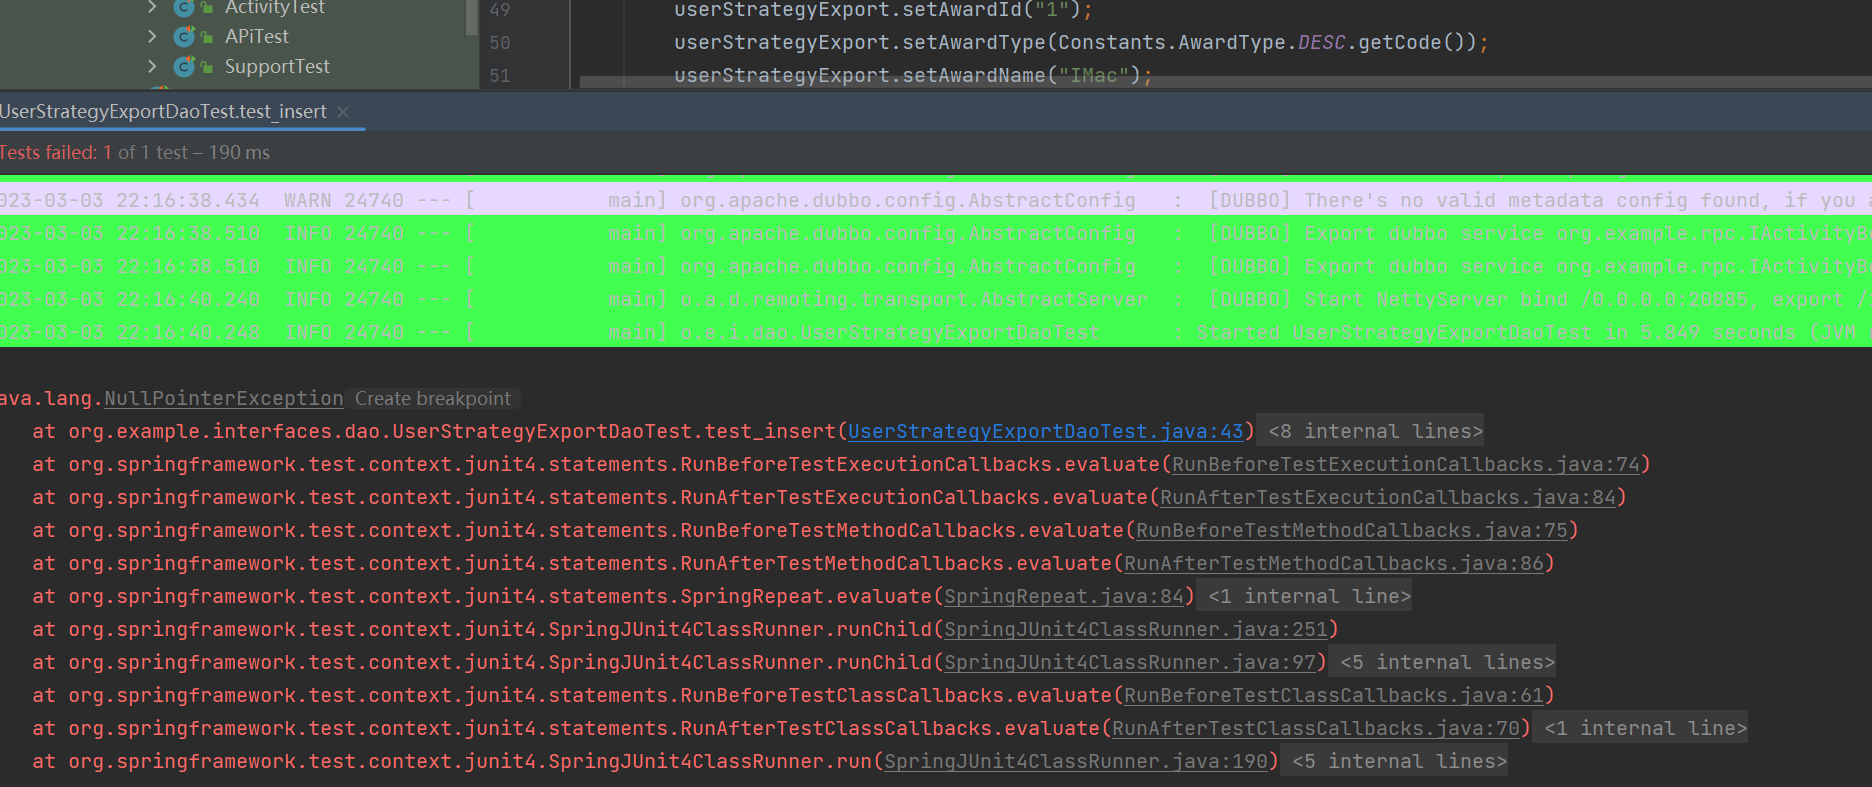 ActivityTest
APiTest
SupportTest
49 userStrategyExport.setAwardId("1");
50 userStrategyExport.setAwardType(Constants.AwardType.DESC.getCode());
51 userStrategyExport.setAwardName("IMac");
UserStrategyExportDaoTest.test_insert
Tests failed: 1 of 1 test – 190 ms
023-03-03 22:16:38.434 WARN 24740 --- [ main] org.apache.dubbo.config.AbstractConfig : [DUBBO] There's no valid metadata config found, if you a
023-03-03 22:16:38.510 INFO 24740 --- [ main] org.apache.dubbo.config.AbstractConfig : [DUBBO] Export dubbo service org.example.rpc.IActivityBo
023-03-03 22:16:38.510 INFO 24740 --- [ main] org.apache.dubbo.config.AbstractConfig : [DUBBO] Export dubbo service org.example.rpc.IActivityBo
023-03-03 22:16:40.240 INFO 24740 --- [ main] o.a.d.remoting.transport.AbstractServer : [DUBBO] Start NettyServer bind /0.0.0.0:20885, export /
023-03-03 22:16:40.248 INFO 24740 --- [ main] o.e.i.dao.UserStrategyExportDaoTest : Started UserStrategyExportDaoTest in 5.849 seconds (JVM
ava.lang.NullPointerException Create breakpoint
at org.example.interfaces.dao.UserStrategyExportDaoTest.test_insert(UserStrategyExportDaoTest.java:43) <8 internal lines>
at org.springframework.test.context.junit4.statements.RunBeforeTestExecutionCallbacks.evaluate(RunBeforeTestExecutionCallbacks.java:74)
at org.springframework.test.context.junit4.statements.RunAfterTestExecutionCallbacks.evaluate(RunAfterTestExecutionCallbacks.java:84)
at org.springframework.test.context.junit4.statements.RunBeforeTestMethodCallbacks.evaluate(RunBeforeTestMethodCallbacks.java:75)
at org.springframework.test.context.junit4.statements.RunAfterTestMethodCallbacks.evaluate(RunAfterTestMethodCallbacks.java:86)
at org.springframework.test.context.junit4.statements.SpringRepeat.evaluate(SpringRepeat.java:84) <1 internal line>
at org.springframework.test.context.junit4.SpringJUnit4ClassRunner.runChild(SpringJUnit4ClassRunner.java:251)
at org.springframework.test.context.junit4.SpringJUnit4ClassRunner.runChild(SpringJUnit4ClassRunner.java:97) <5 internal lines>
at org.springframework.test.context.junit4.statements.RunBeforeTestClassCallbacks.evaluate(RunBeforeTestClassCallbacks.java:61)
at org.springframework.test.context.junit4.statements.RunAfterTestClassCallbacks.evaluate(RunAfterTestClassCallbacks.java:70) <1 internal line>
at org.springframework.test.context.junit4.SpringJUnit4ClassRunner.run(SpringJUnit4ClassRunner.java:190) <5 internal lines>